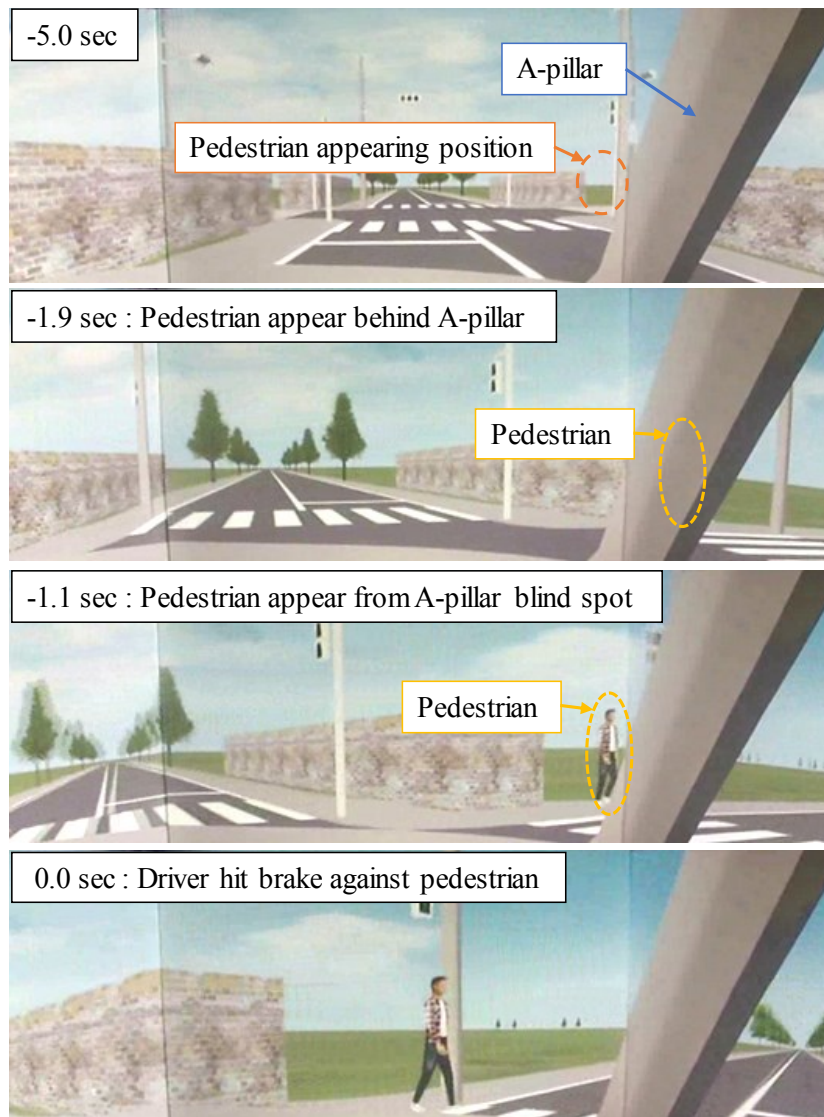 -5.0 sec
A-pillar
Pedestrian appearing position
-1.9 sec : Pedestrian appear behind A-pillar
Pedestrian
-1.1 sec : Pedestrian appear from A-pillar blind spot
Pedestrian
0.0 sec : Driver hit brake against pedestrian